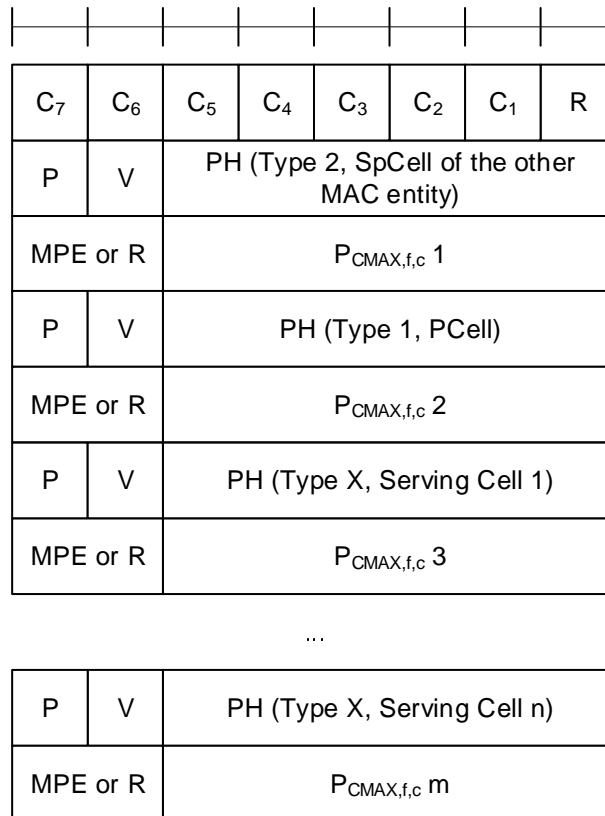 C7 C6 C5 C4 C3 C2 C1 R
P V PH (Type 2, SpCell of the other
MAC entity)
MPE or R PCMAX,f,c 1
P V PH (Type 1, PCell)
MPE or R PCMAX,f,c 2
P V PH (Type X, Serving Cell 1)
MPE or R PCMAX,f,c 3
...
P V PH (Type X, Serving Cell n)
MPE or R PCMAX,f,c m